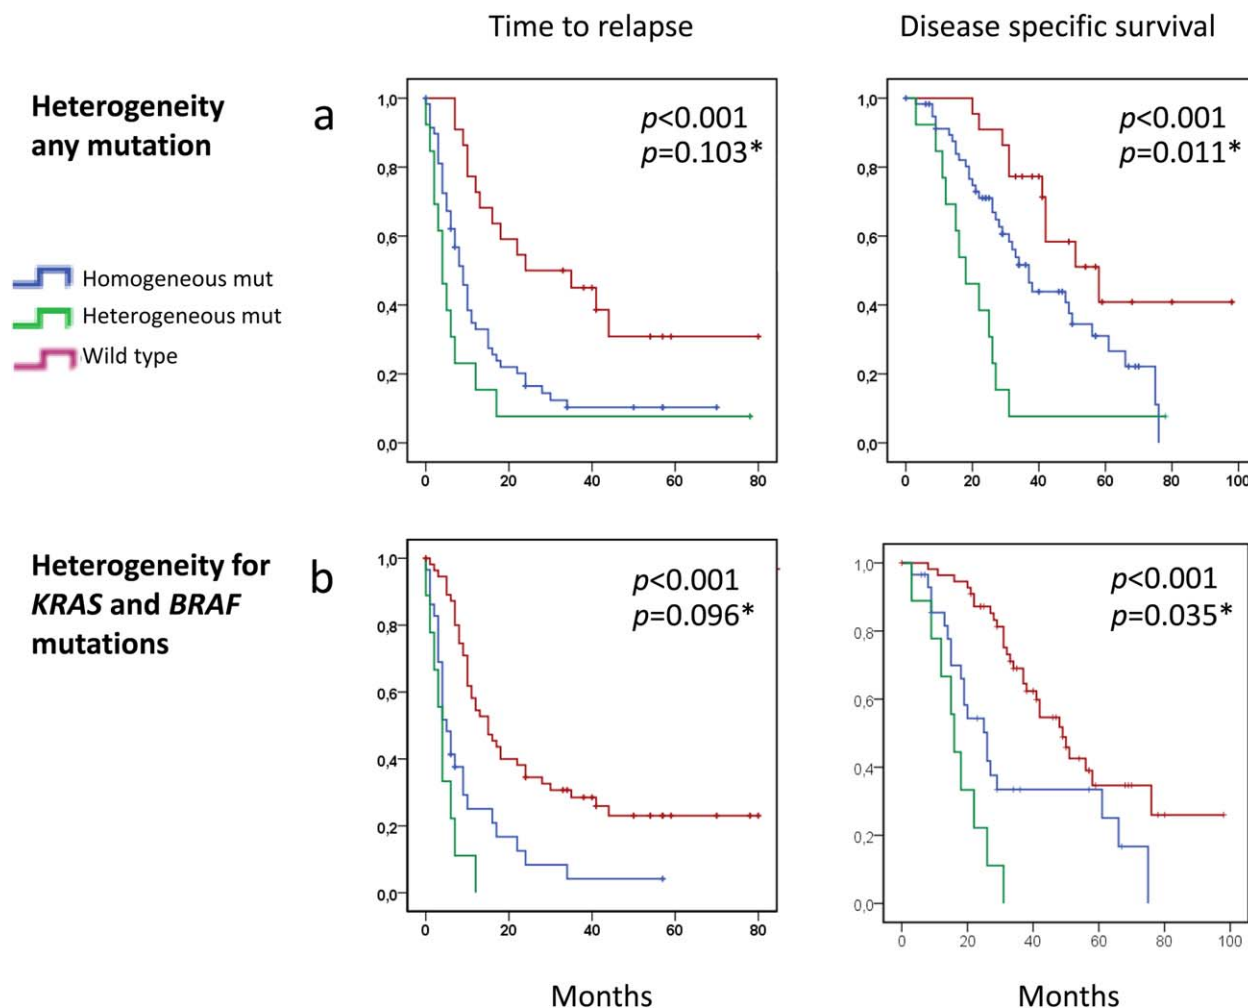 Time to relapse
Disease specific survival
Heterogeneity
any mutation
a
Homogeneous mut
Heterogeneous mut
Wild type
1,0
0,8
0,6
0,4
0,2
0,0
p<0.001
p=0.103*
0 20 40 60 80
1,0
0,8
0,6
0,4
0,2
0,0
p<0.001
p=0.011*
0 20 40 60 80 100
Heterogeneity for
KRAS and BRAF
mutations
b
1,0
0,8
0,6
0,4
0,2
0,0
p<0.001
p=0.096*
0 20 40 60 80
Months
1,0
0,8
0,6
0,4
0,2
0,0
p<0.001
p=0.035*
0 20 40 60 80 100
Months